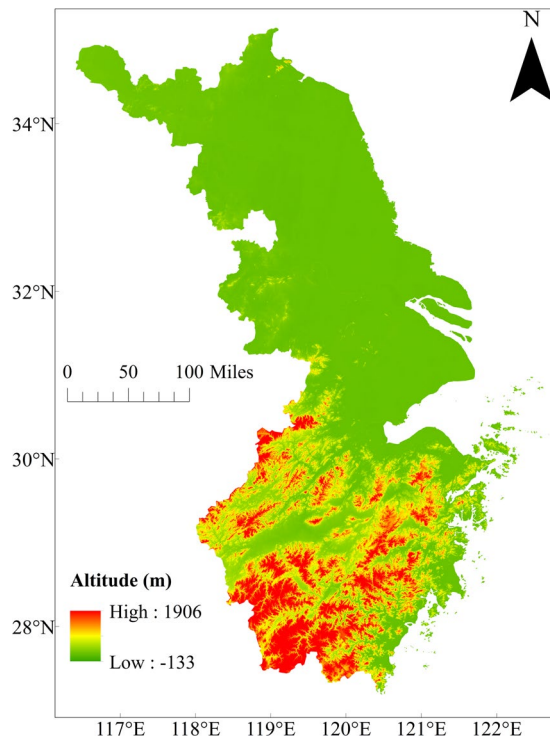 N
34°N
32°N
0 50 100 Miles
30°N
Altitude (m)
High : 1906
28°N
Low : -133
117°E 118°E 119°E 120°E 121°E 122°E